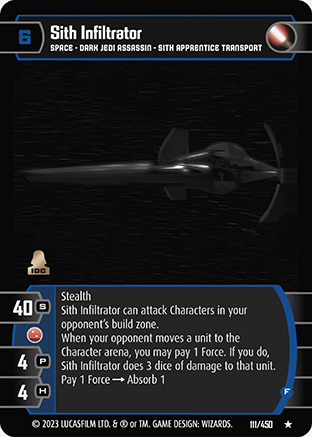 6
Sith Infiltrator
SPACE • DARK JEDI ASSASSIN • SITH APPRENTICE TRANSPORT
IDC
40 S
4 P
4 H
Stealth
Sith Infiltrator can attack Characters in your
opponent's build zone.
When your opponent moves a unit to the
Character arena, you may pay 1 Force. If you do,
Sith Infiltrator does 3 dice of damage to that unit.
Pay 1 Force → Absorb 1
F
© 2023 LUCASFILM LTD. & ® or TM. GAME DESIGN: WIZARDS.
111/450 ★